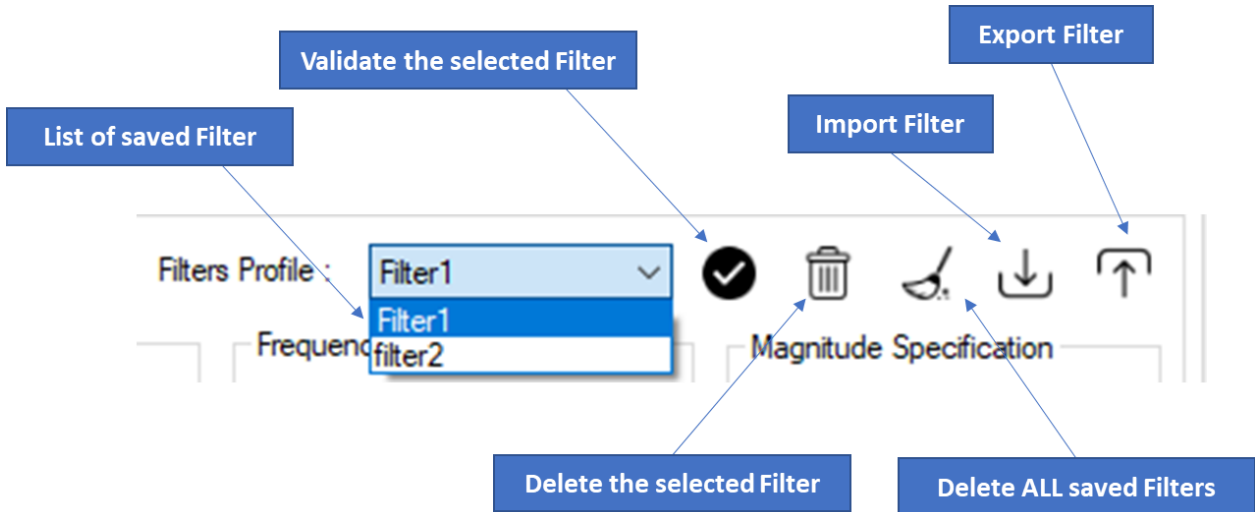 Export Filter
Validate the selected Filter
Import Filter
List of saved Filter
Filters Profile :
Filter1
Filter1
filter2
Frequenc
Magnitude Specification
Delete the selected Filter
Delete ALL saved Filters